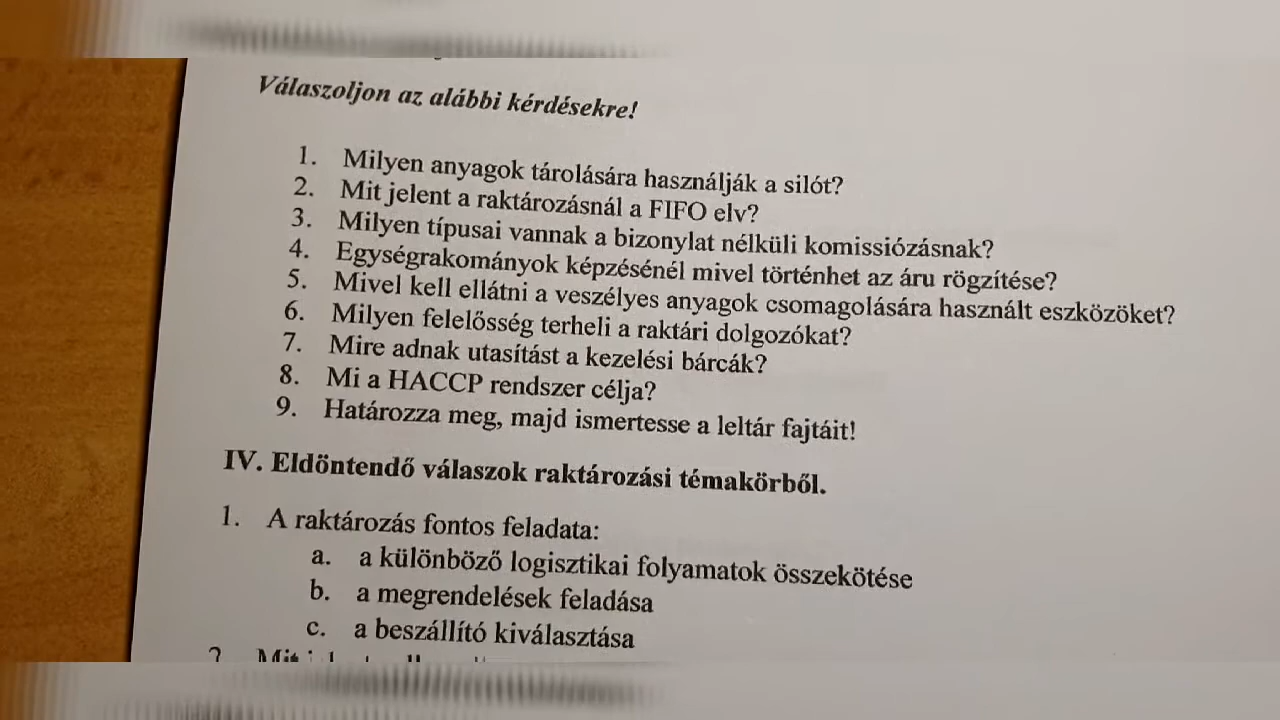 Válaszoljon az alábbi kérdésekre!
1. Milyen anyagok tárolására használják a silót?
2. Mit jelent a raktározásnál a FIFO elv?
3. Milyen típusai vannak a bizonylat nélküli komissiózásnak?
4. Egységrakományok képzésénél mivel történhet az áru rögzítése?
5. Mivel kell ellátni a veszélyes anyagok csomagolására használt eszközöket?
6. Milyen felelősség terheli a raktári dolgozókat?
7. Mire adnak utasítást a kezelési bárcák?
8. Mi a HACCP rendszer célja?
9. Határozza meg, majd ismertesse a leltár fajtáit!
IV. Eldöntendő válaszok raktározási témakörből.
1. A raktározás fontos feladata:
a. a különböző logisztikai folyamatok összekötése
b. a megrendelések feladása
c. a beszállító kiválasztása